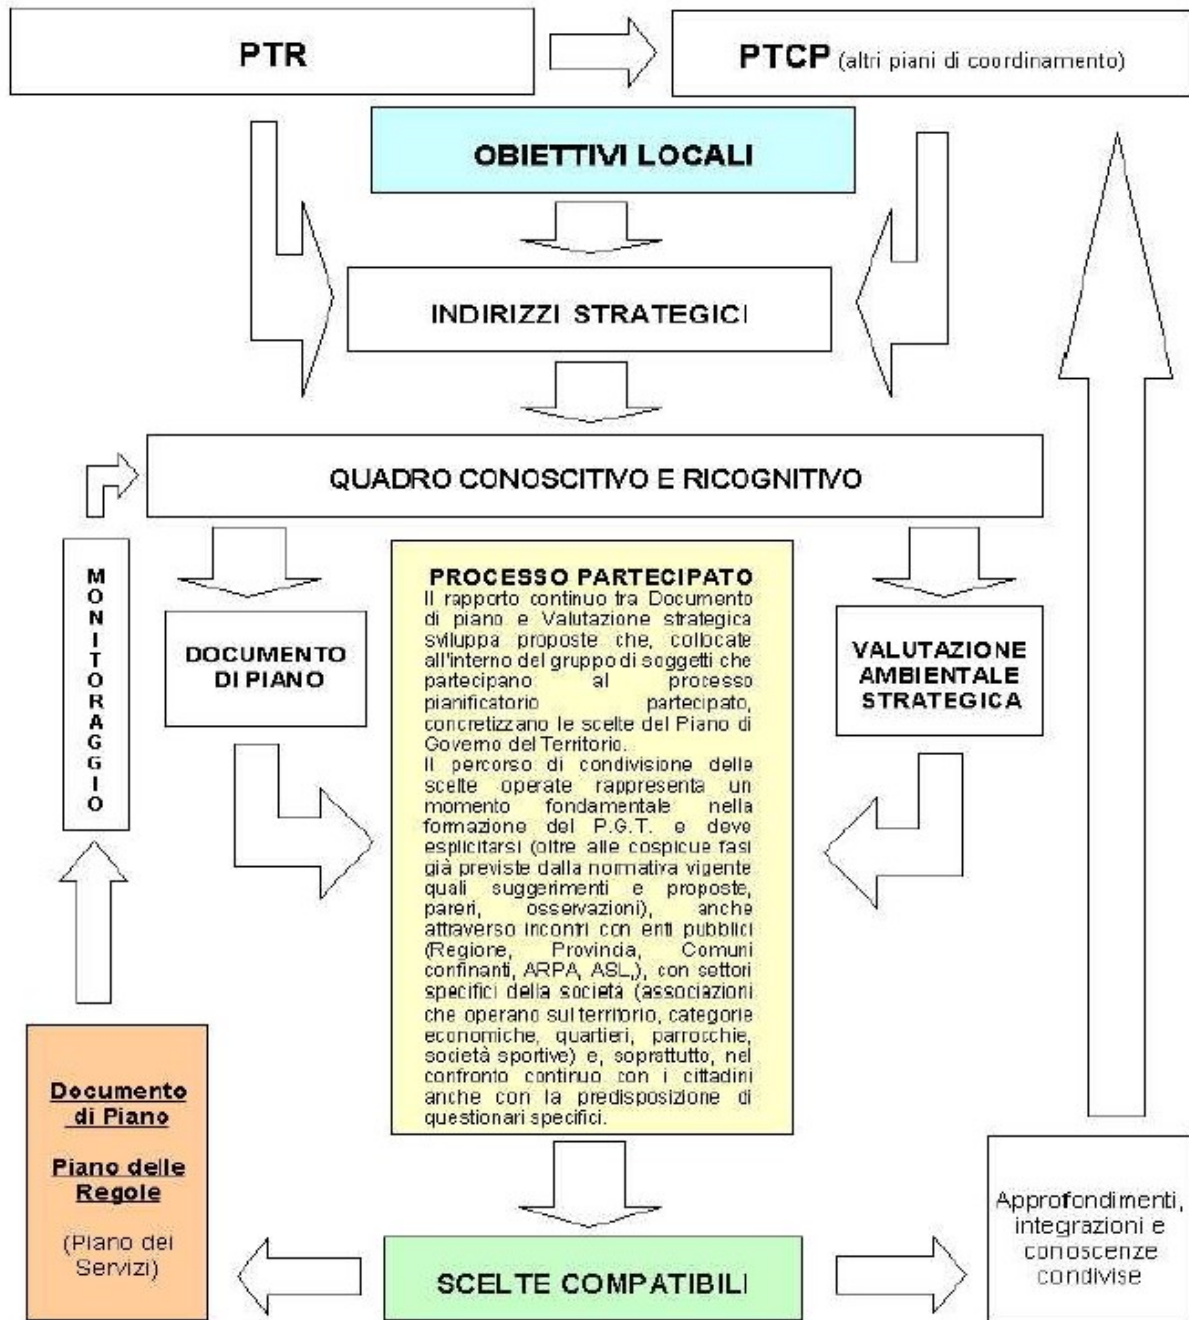 PTR
PTCP (altri piani di coordinamento)
OBIETTIVI LOCALI
INDIRIZZI STRATEGICI
QUADRO CONOSCITIVO E RICOGNITIVO
MONITORAGGIO
DOCUMENTO
DI PIANO
PROCESSO PARTECIPATO
Il rapporto continuo tra Documento
di piano e Valutazione strategica
sviluppa proposte che, collocate
all'interno del gruppo di soggetti che
partecipano al processo
pianificatorio partecipato,
concretizzano le scelte del Piano di
Governo del Territorio.
Il percorso di condivisione delle
scelte operate rappresenta un
momento fondamentale nella
formazione del P.G.T. e deve
esplicitarsi (oltre alle cospicue fasi
già previste dalla normativa vigente
quali suggerimenti e proposte,
pareri, osservazioni), anche
attraverso incontri con enti pubblici
(Regione, Provincia, Comuni
confinanti, ARPA, ASL,), con settori
specifici della società (associazioni
che operano sul territorio, categorie
economiche, quartieri, parrocchie,
società sportive) e, soprattutto, nel
confronto continuo con i cittadini
anche con la predisposizione di
questionari specifici.
VALUTAZIONE
AMBIENTALE
STRATEGICA
Documento
di Piano
Piano delle
Regole
(Piano dei
Servizi)
SCELTE COMPATIBILI
Approfondimenti,
integrazioni e
conoscenze
condivise